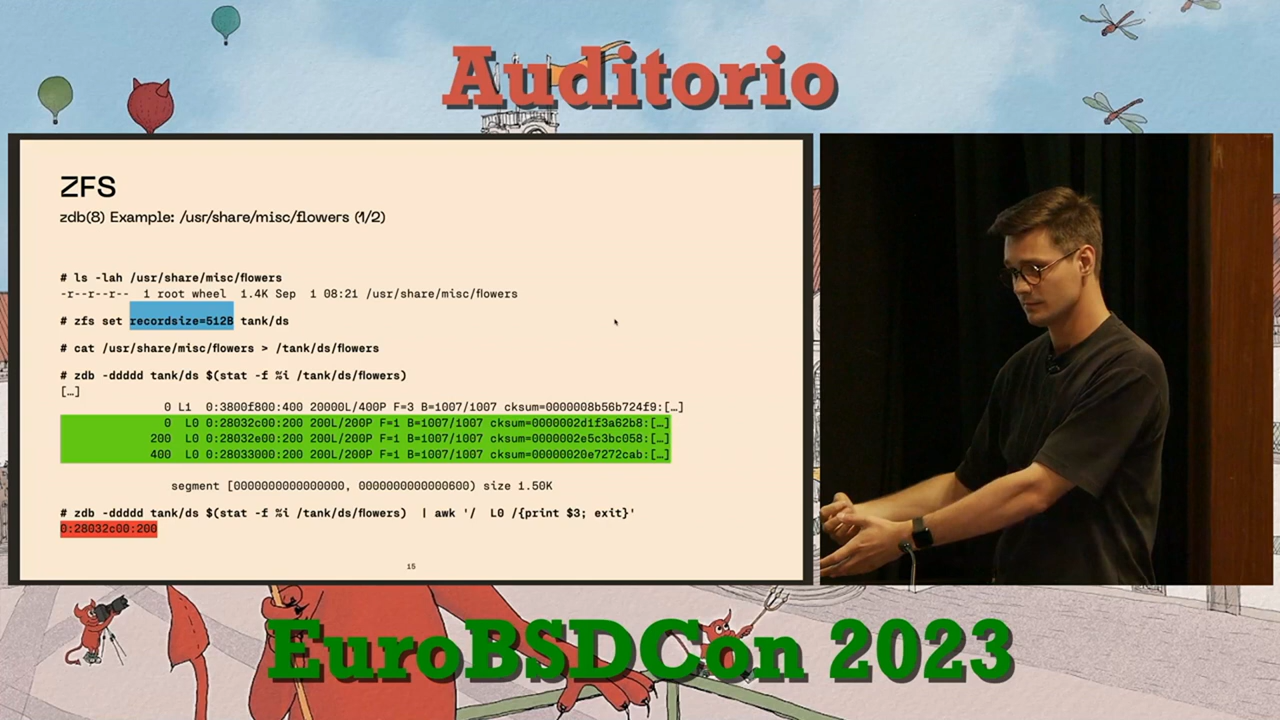 Auditorio
ZFS
zdb(8) Example: /usr/share/misc/flowers (1/2)
# ls -lah /usr/share/misc/flowers
-r--r--r--  1 root wheel  1.4K Sep  1 08:21 /usr/share/misc/flowers
# zfs set recordsize=512B tank/ds
# cat /usr/share/misc/flowers > /tank/ds/flowers
# zdb -ddddd tank/ds $(stat -f %i /tank/ds/flowers)
[…]
0 L1  0:3800f800:400 20000L/400P F=3 B=1007/1007 cksum=0000008b56b724f9:[…]
0  L0 0:28032c00:200 200L/200P F=1 B=1007/1007 cksum=0000002d1f3a62b8:[…]
200  L0 0:28032e00:200 200L/200P F=1 B=1007/1007 cksum=0000002e5c3bc058:[…]
400  L0 0:28033000:200 200L/200P F=1 B=1007/1007 cksum=00000020e7272cab:[…]
segment [0000000000000000, 0000000000000600) size 1.50K
# zdb -ddddd tank/ds $(stat -f %i /tank/ds/flowers)  | awk '/  L0 /{print $3; exit}'
0:28032c00:200
15
EuroBSDCon 2023